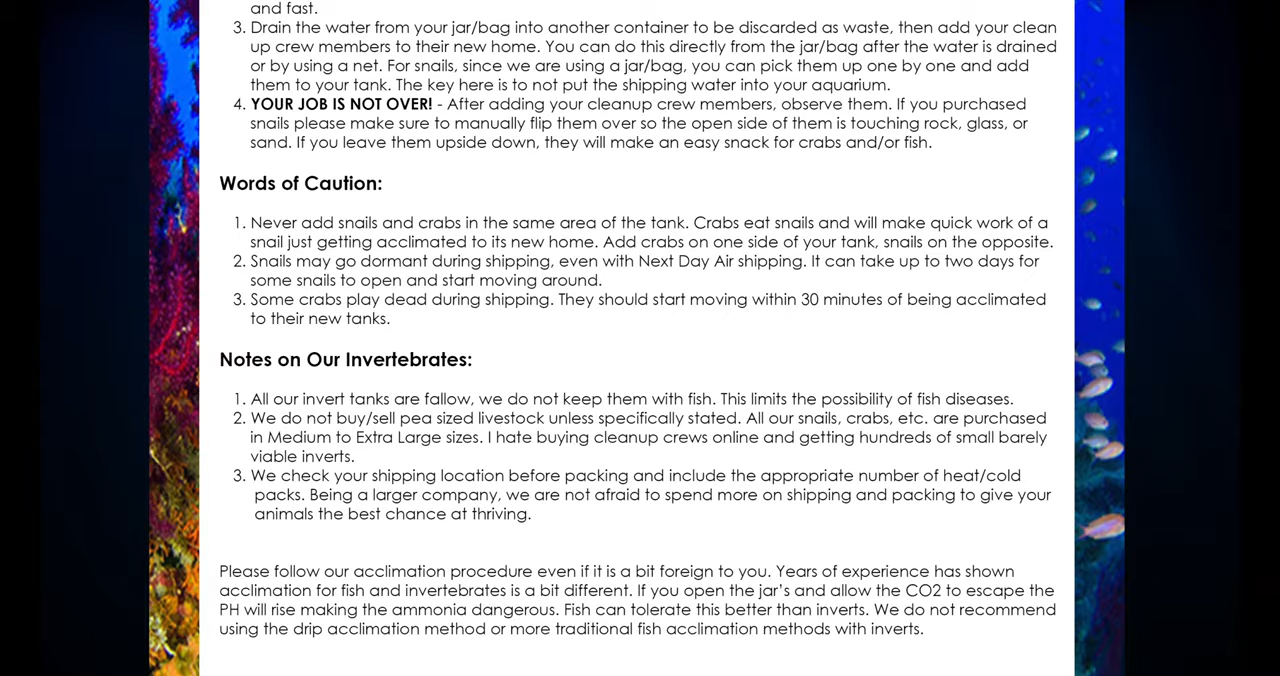 and fast.
3. Drain the water from your jar/bag into another container to be discarded as waste, then add your clean
up crew members to their new home. You can do this directly from the jar/bag after the water is drained
or by using a net. For snails, since we are using a jar/bag, you can pick them up one by one and add
them to your tank. The key here is to not put the shipping water into your aquarium.
4. YOUR JOB IS NOT OVER! - After adding your cleanup crew members, observe them. If you purchased
snails please make sure to manually flip them over so the open side of them is touching rock, glass, or
sand. If you leave them upside down, they will make an easy snack for crabs and/or fish.
Words of Caution:
1. Never add snails and crabs in the same area of the tank. Crabs eat snails and will make quick work of a
snail just getting acclimated to its new home. Add crabs on one side of your tank, snails on the opposite.
2. Snails may go dormant during shipping, even with Next Day Air shipping. It can take up to two days for
some snails to open and start moving around.
3. Some crabs play dead during shipping. They should start moving within 30 minutes of being acclimated
to their new tanks.
Notes on Our Invertebrates:
1. All our invert tanks are fallow, we do not keep them with fish. This limits the possibility of fish diseases.
2. We do not buy/sell pea sized livestock unless specifically stated. All our snails, crabs, etc. are purchased
in Medium to Extra Large sizes. I hate buying cleanup crews online and getting hundreds of small barely
viable inverts.
3. We check your shipping location before packing and include the appropriate number of heat/cold
packs. Being a larger company, we are not afraid to spend more on shipping and packing to give your
animals the best chance at thriving.
Please follow our acclimation procedure even if it is a bit foreign to you. Years of experience has shown
acclimation for fish and invertebrates is a bit different. If you open the jar's and allow the CO2 to escape the
PH will rise making the ammonia dangerous. Fish can tolerate this better than inverts. We do not recommend
using the drip acclimation method or more traditional fish acclimation methods with inverts.